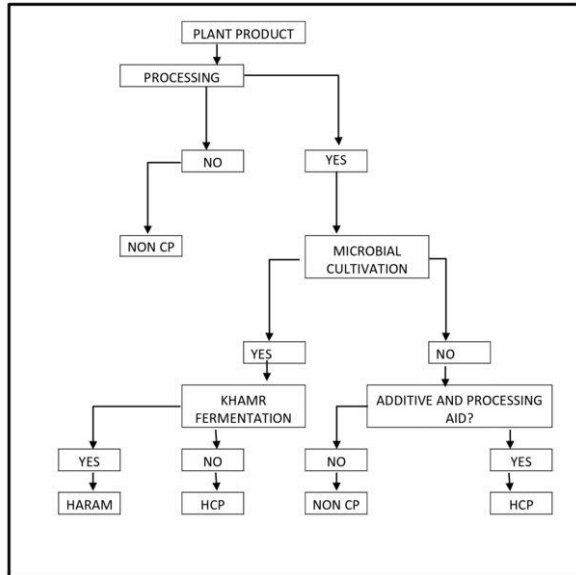 PLANT PRODUCT
PROCESSING
NO
YES
NON CP
MICROBIAL
CULTIVATION
YES
NO
KHAMR
FERMENTATION
ADDITIVE AND PROCESSING
AID?
YES
NO
NO
YES
HARAM
HCP
NON CP
HCP